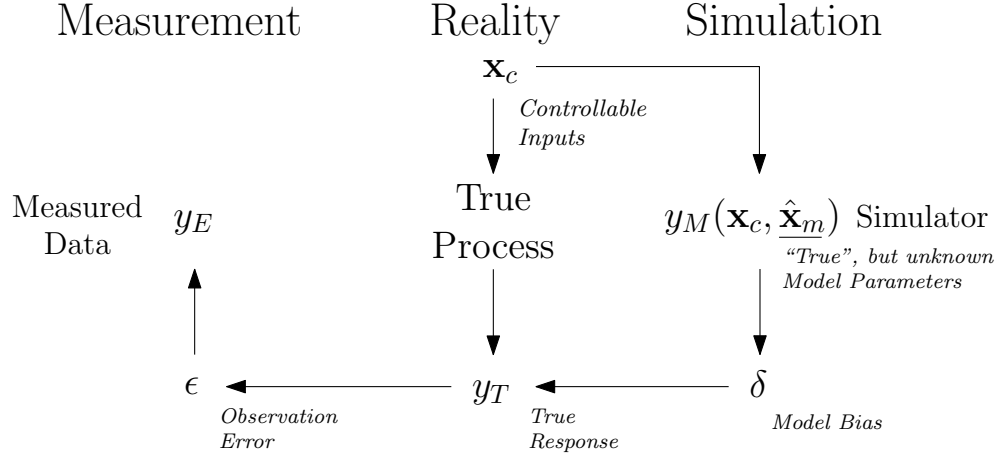 Measurement Reality Simulation
𝐱_c
Controllable
Inputs
Measured
Data
y_E
True
Process
y_M(𝐱_c, 𝐱̂_m) Simulator
“True”, but unknown
Model Parameters
ϵ y_T δ
Observation
Error
True
Response
Model Bias